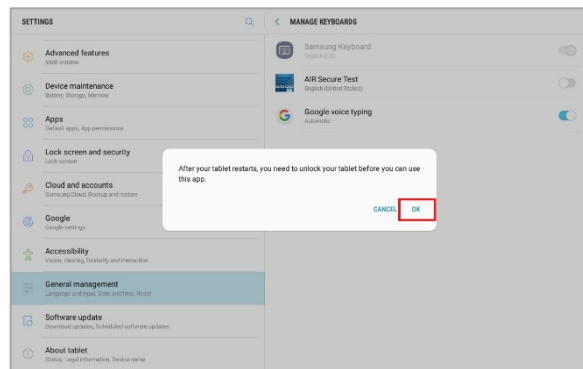 SETTINGS
MANAGE KEYBOARDS
Advanced features
Multi window
Device maintenance
Battery, Storage, Memory
Apps
Default apps, App permissions
Lock screen and security
Lock screen
Cloud and accounts
Samsung Cloud, Backup and restore
Google
Google settings
Accessibility
Vision, Hearing, Dexterity and interaction
General management
Language and input, Date and time, Reset
Software update
Download updates, Scheduled software updates
About tablet
Status, Legal information, Device name
Samsung Keyboard
English (US)
AIR Secure Test
English (United States)
Google voice typing
Automatic
After your tablet restarts, you need to unlock your tablet before you can use
this app.
CANCEL OK